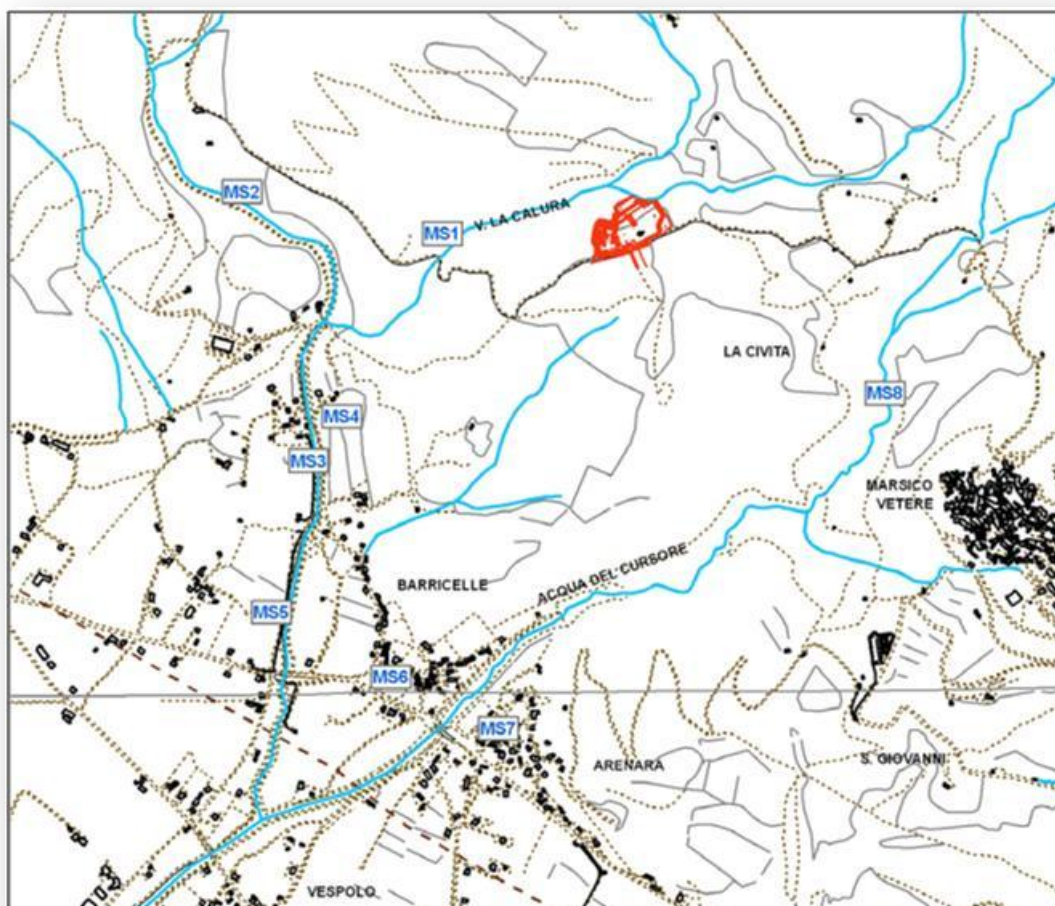 MS2
V. LA CALURA
MS1
LA CIVITA
MS8
MS4
MS3
MARSICO
VETERE
ACQUA DEL CURSORE
BARRICELLE
MS5
MS6
MS7
ARENARA
S. GIOVANNI
VESPOLO